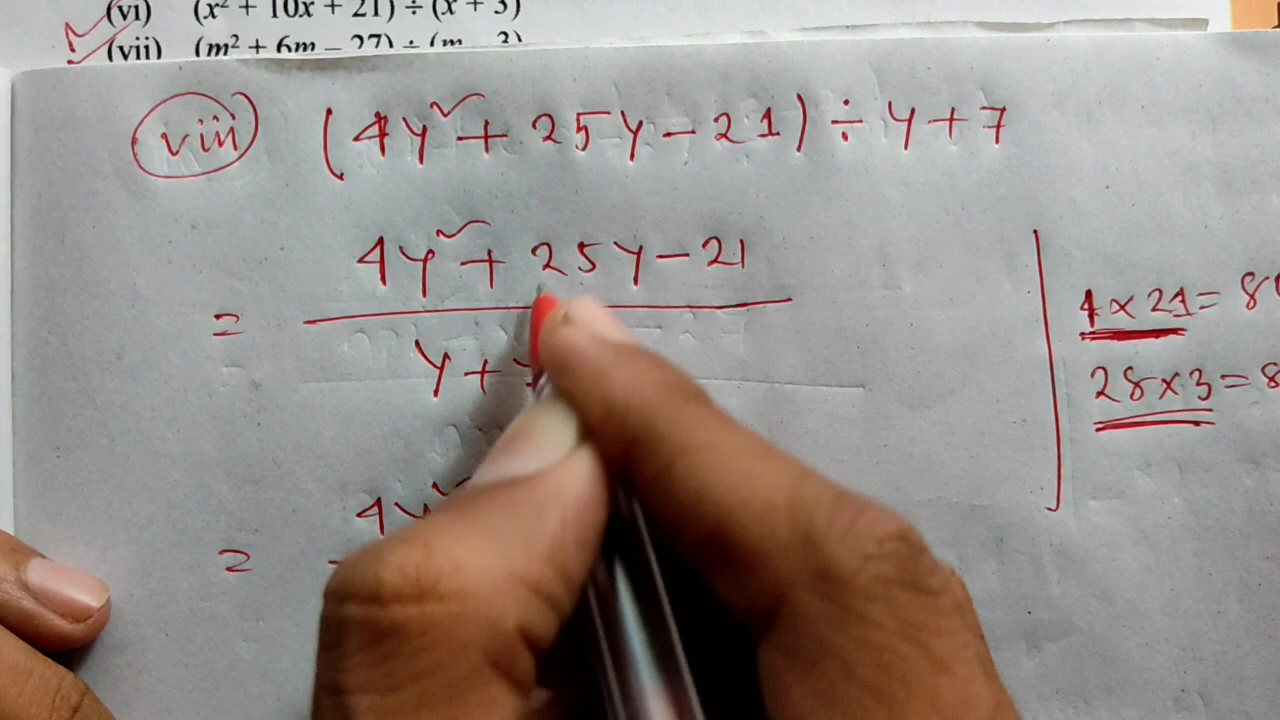 (vi) (x² + 10x + 21) ÷ (x + 3)
(vii) (m² + 6m − 27) ÷ (m 3)
viii) (4y² + 25y − 21) ÷ y + 7
= 4y² + 25y − 21
y +
4 × 21 = 8
28 × 3 = 8
= 4y²